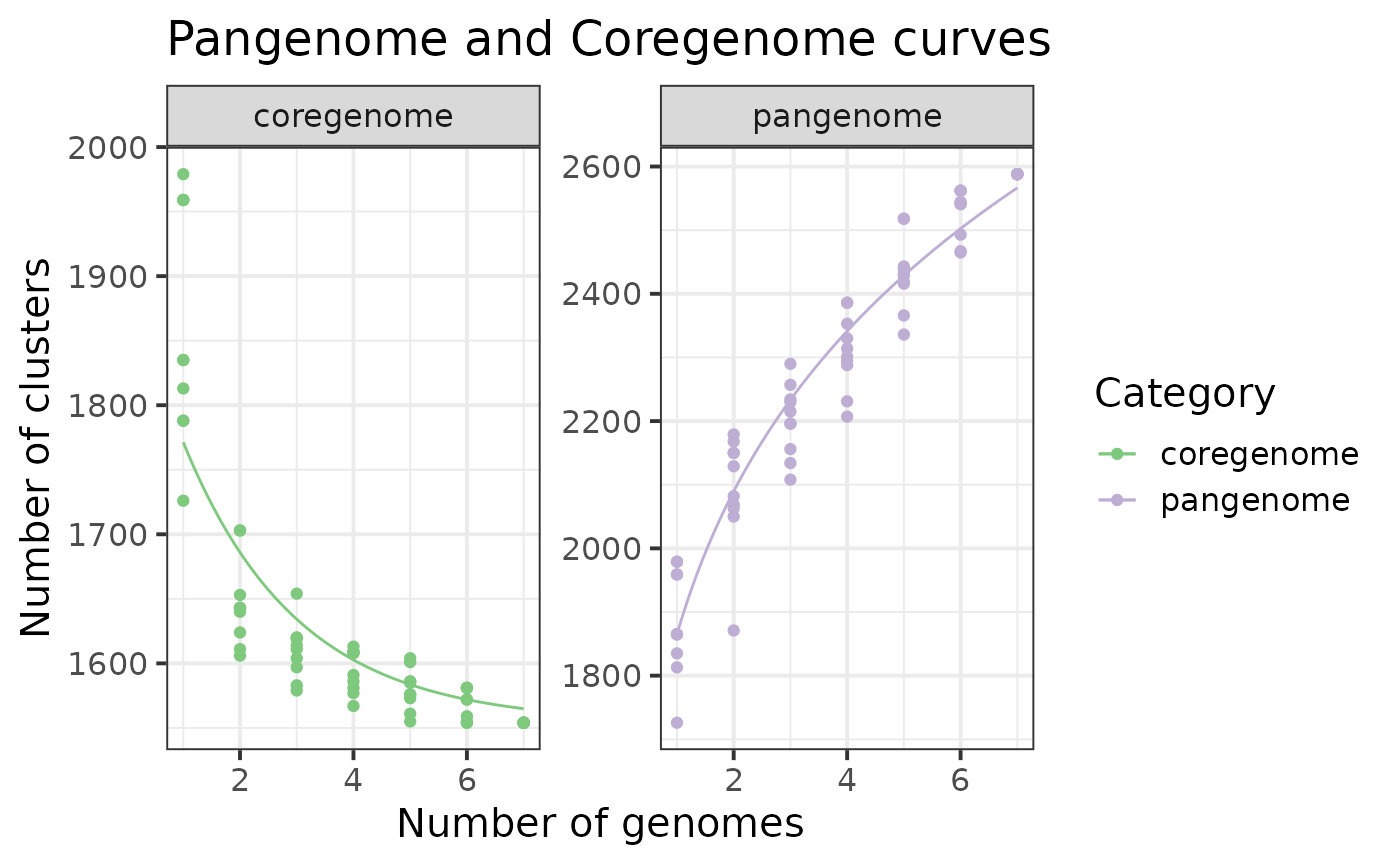 Pangenome and Coregenome curves
coregenome
pangenome
Number of clusters
2000
1900
1800
1700
1600
2600
2400
2200
2000
1800
2 4 6
2 4 6
Number of genomes
Category
coregenome
pangenome